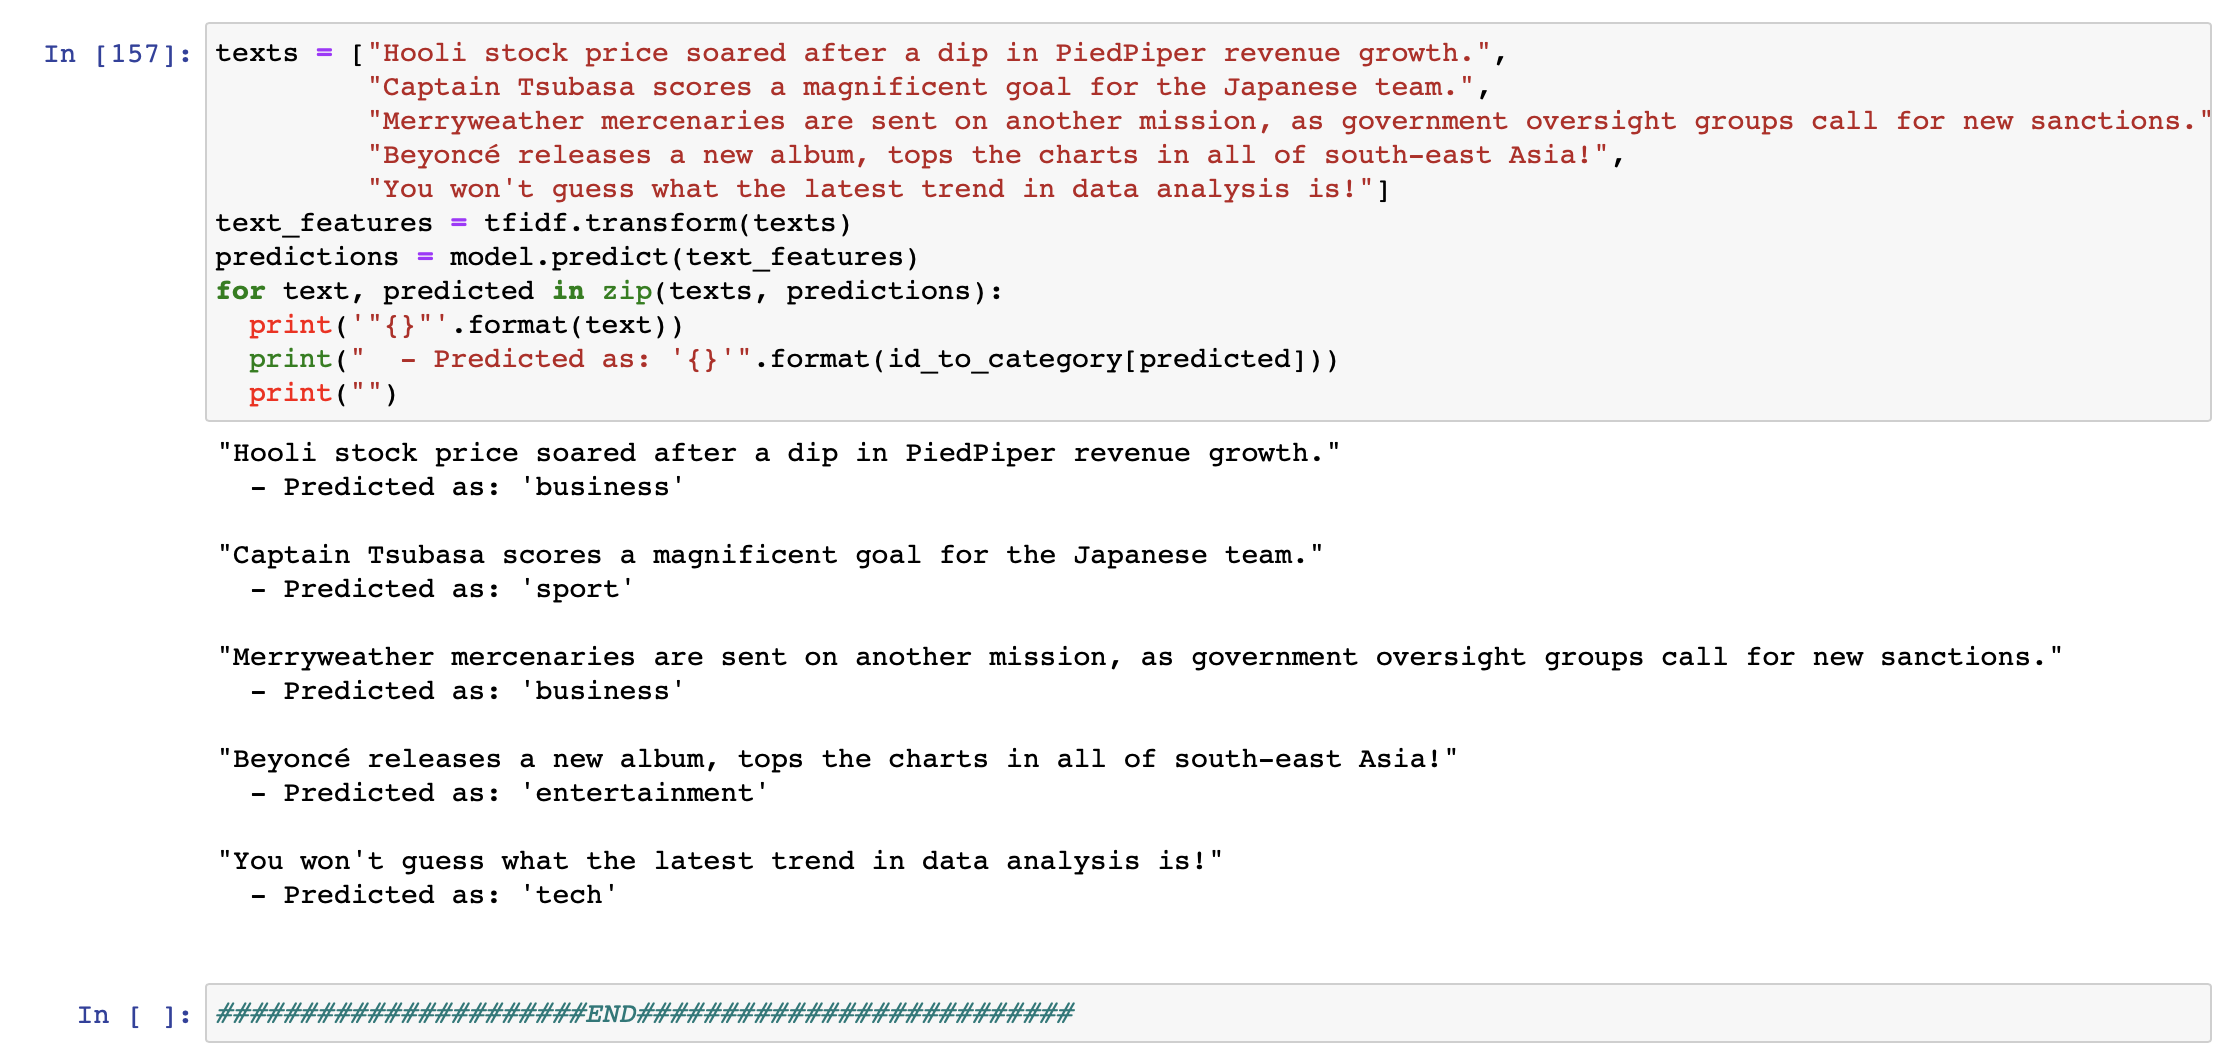 In [157]: texts = ["Hooli stock price soared after a dip in PiedPiper revenue growth.",
"Captain Tsubasa scores a magnificent goal for the Japanese team.",
"Merryweather mercenaries are sent on another mission, as government oversight groups call for new sanctions."
"Beyoncé releases a new album, tops the charts in all of south-east Asia!",
"You won't guess what the latest trend in data analysis is!"]
text_features = tfidf.transform(texts)
predictions = model.predict(text_features)
for text, predicted in zip(texts, predictions):
  print('"{}"'.format(text))
  print("  - Predicted as: '{}'".format(id_to_category[predicted]))
  print("")
"Hooli stock price soared after a dip in PiedPiper revenue growth."
  - Predicted as: 'business'
"Captain Tsubasa scores a magnificent goal for the Japanese team."
  - Predicted as: 'sport'
"Merryweather mercenaries are sent on another mission, as government oversight groups call for new sanctions."
  - Predicted as: 'business'
"Beyoncé releases a new album, tops the charts in all of south-east Asia!"
  - Predicted as: 'entertainment'
"You won't guess what the latest trend in data analysis is!"
  - Predicted as: 'tech'
In [ ]: ######################END##########################